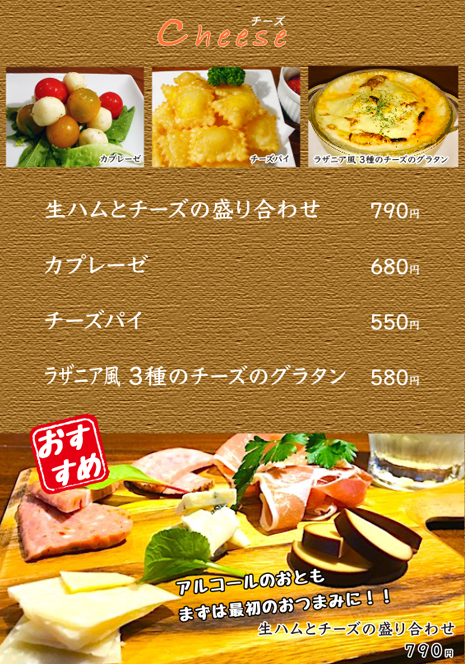 チーズ
Cheese
カプレーゼ
チーズパイ
ラザニア風 3種のチーズのグラタン
生ハムとチーズの盛り合わせ 790円
カプレーゼ 680円
チーズパイ 550円
ラザニア風 3種のチーズのグラタン 580円
おす
すめ
アルコールのおとも
まずは最初のおつまみに！！
生ハムとチーズの盛り合わせ
790円